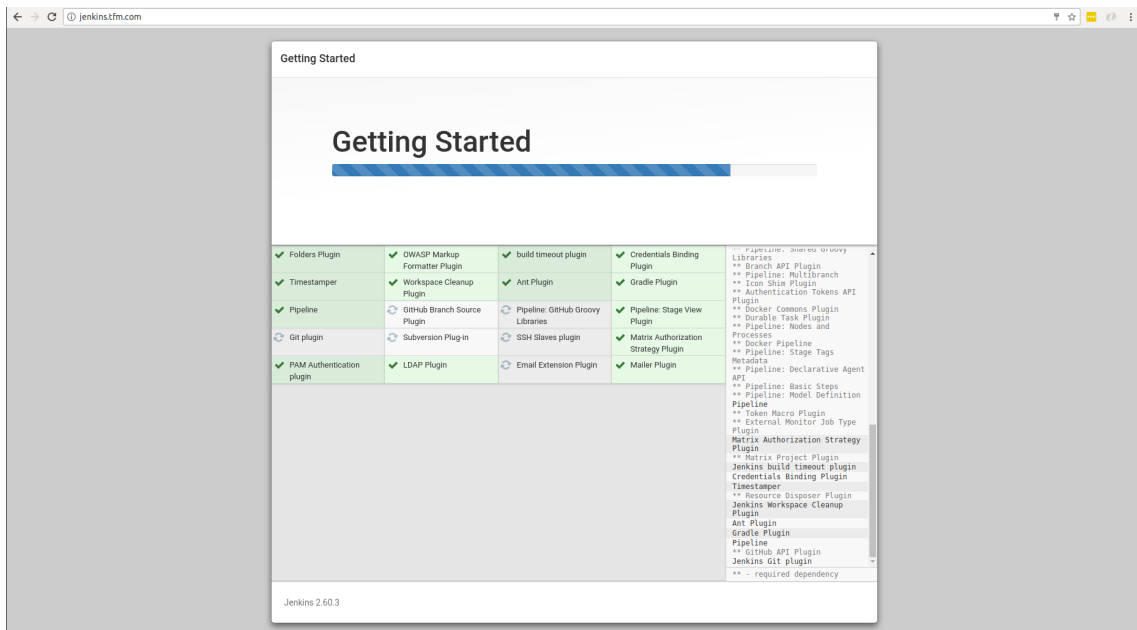 jenkins.tfm.com
Getting Started
Getting Started
Folders Plugin
OWASP Markup
Formatter Plugin
build timeout plugin
Credentials Binding
Plugin
Timestamper
Workspace Cleanup
Plugin
Ant Plugin
Gradle Plugin
Pipeline
GitHub Branch Source
Plugin
Pipeline: GitHub Groovy
Libraries
Pipeline: Stage View
Plugin
Git plugin
Subversion Plug-in
SSH Slaves plugin
Matrix Authorization
Strategy Plugin
PAM Authentication
plugin
LDAP Plugin
Email Extension Plugin
Mailer Plugin
** Pipeline: Shared Groovy
Libraries
** Branch API Plugin
** Pipeline: Multibranch
** Icon Shim Plugin
** Authentication Tokens API
Plugin
** Docker Commons Plugin
** Durable Task Plugin
** Pipeline: Nodes and
Processes
** Docker Pipeline
** Pipeline: Stage Tags
Metadata
** Pipeline: Declarative Agent
API
** Pipeline: Basic Steps
** Pipeline: Model Definition
Pipeline
** Token Macro Plugin
** External Monitor Job Type
Plugin
Matrix Authorization Strategy
Plugin
** Matrix Project Plugin
Jenkins build timeout plugin
Credentials Binding Plugin
Timestamper
** Resource Disposer Plugin
Jenkins Workspace Cleanup
Plugin
Ant Plugin
Gradle Plugin
Pipeline
** GitHub API Plugin
Jenkins Git plugin
** - required dependency
Jenkins 2.60.3